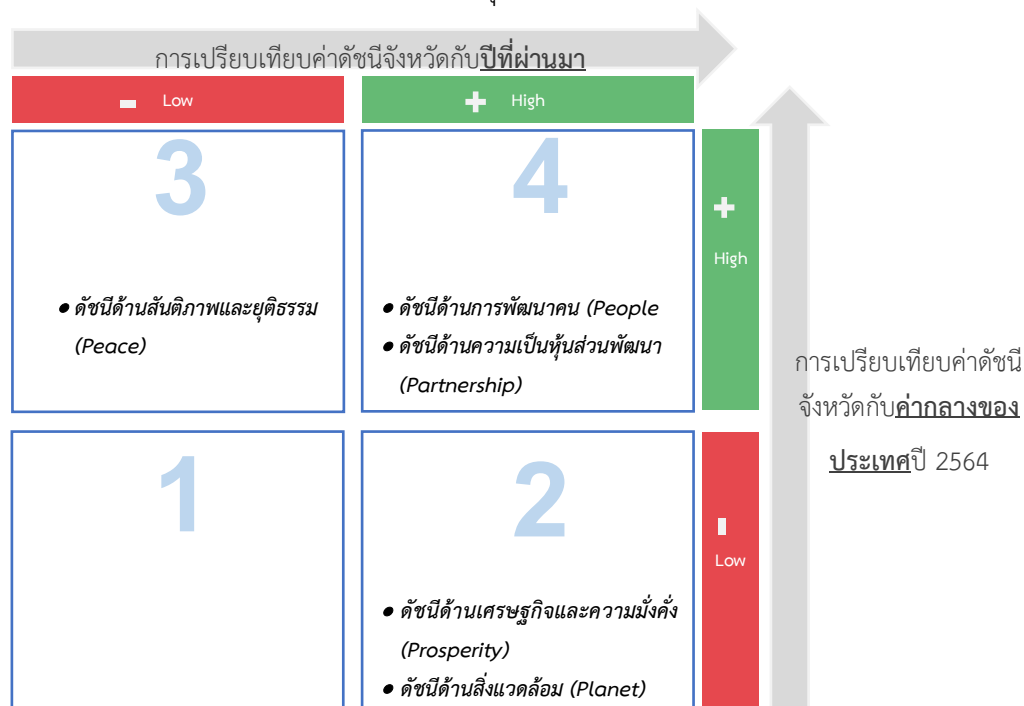 การเปรียบเทียบค่าดัชนีจังหวัดกับปีที่ผ่านมา
- Low
+ High
3
4
+
High
● ดัชนีด้านสันติภาพและยุติธรรม
(Peace)
● ดัชนีด้านการพัฒนาคน (People
● ดัชนีด้านความเป็นหุ้นส่วนพัฒนา
(Partnership)
การเปรียบเทียบค่าดัชนี
จังหวัดกับค่ากลางของ
ประเทศปี 2564
1
2
-
Low
● ดัชนีด้านเศรษฐกิจและความมั่งคั่ง
(Prosperity)
● ดัชนีด้านสิ่งแวดล้อม (Planet)